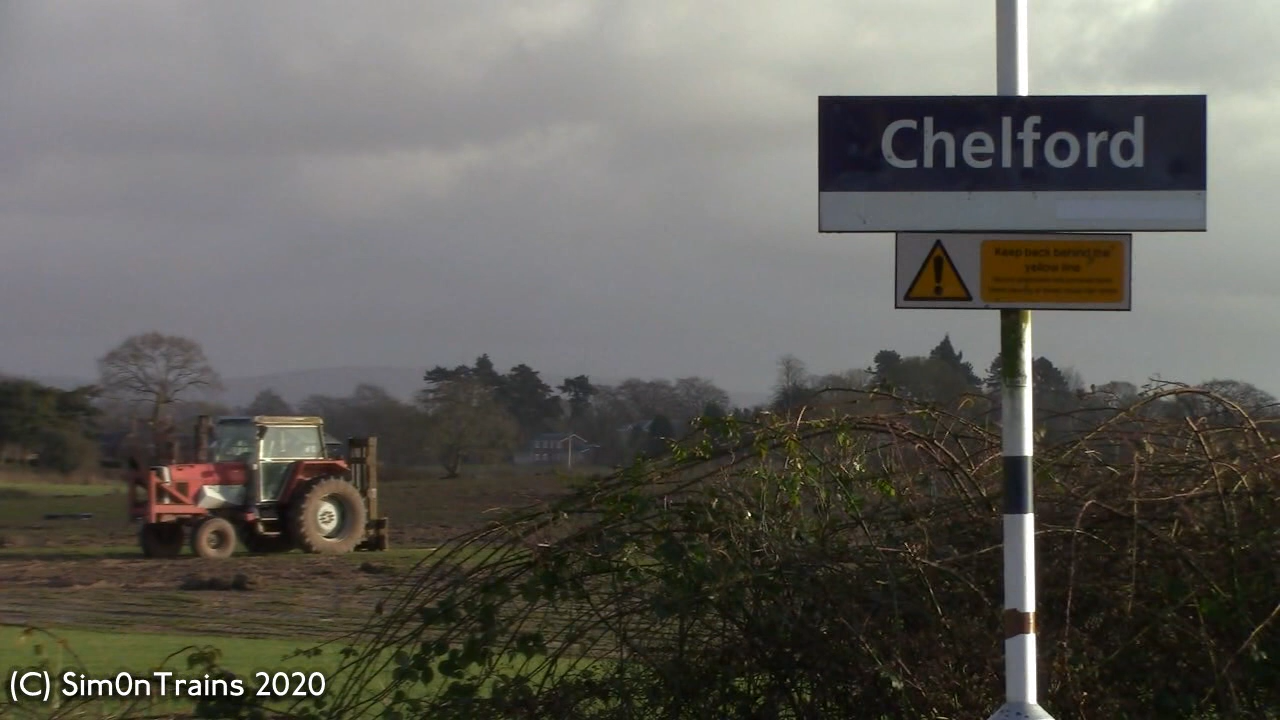 Chelford
Keep back behind the
yellow line
(C) Sim0nTrains 2020